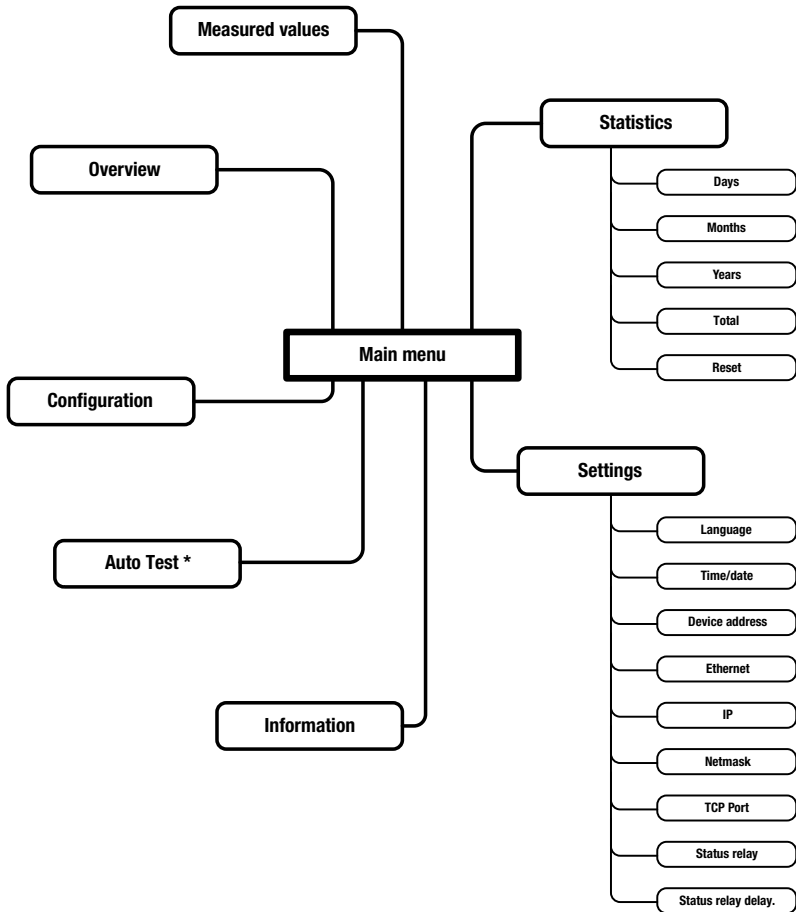 Measured values
Overview
Main menu
Configuration
Auto Test *
Information
Statistics
Days
Months
Years
Total
Reset
Settings
Language
Time/date
Device address
Ethernet
IP
Netmask
TCP Port
Status relay
Status relay delay.